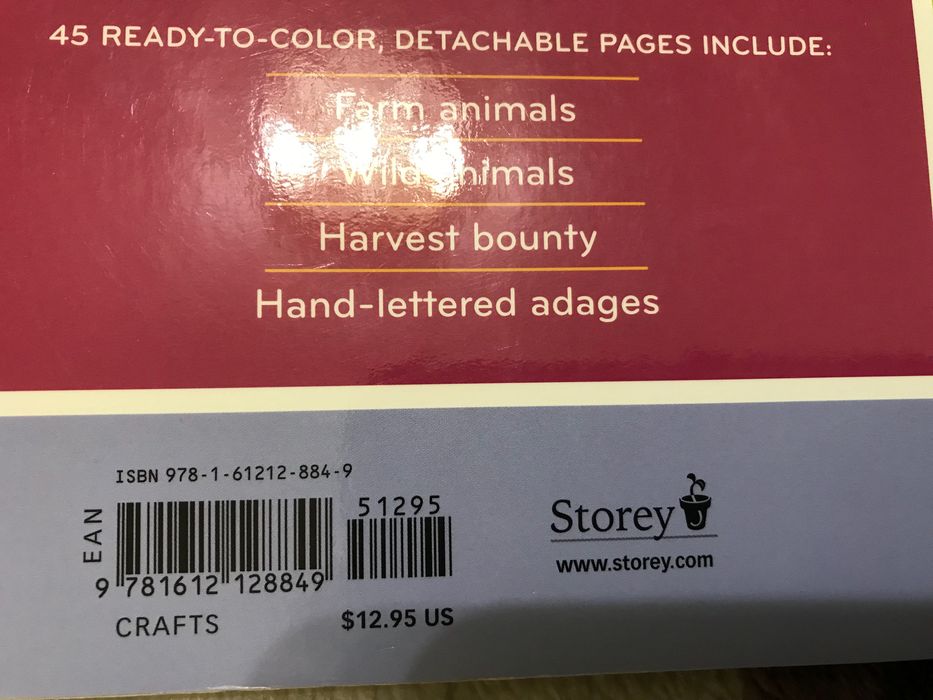 45 READY-TO-COLOR, DETACHABLE PAGES INCLUDE:
Farm animals
Wild animals
Harvest bounty
Hand-lettered adages
ISBN 978-1-61212-884-9
51295
EAN
9 781612 128849
CRAFTS
$12.95 US
Storey
www.storey.com